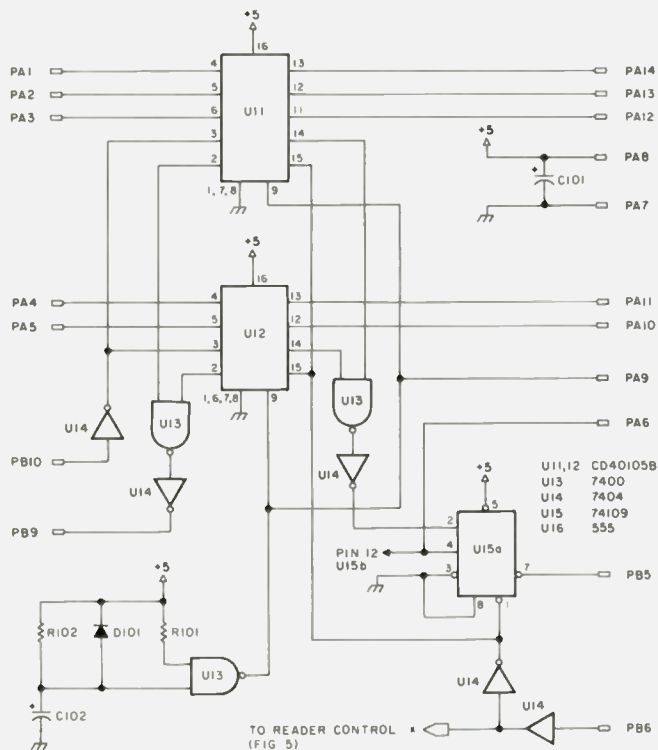 +5
16
PA1 4 13 PA14
PA2 5 12 PA13
PA3 6 U11 11 PA12
3 14
2 15
1, 7, 8 9
+5
PA8
+ C101
PA7
+5
16
PA4 4 13 PA11
PA5 5 12 PA10
U12
3 14
2 15
1,6,7,8 9
PA9
U13 U13
U14 PA6
PB10
U14 U14
PB9
+5
5
2
PIN 12 4 U15a
U15b
3 7 PB5
8 1
U11,12 CD40105B
U13 7400
U14 7404
U15 74109
U16 555
+5
R102 D101 R101
U13
+ C102
U14 U14
TO READER CONTROL x PB6
(FIG 5)